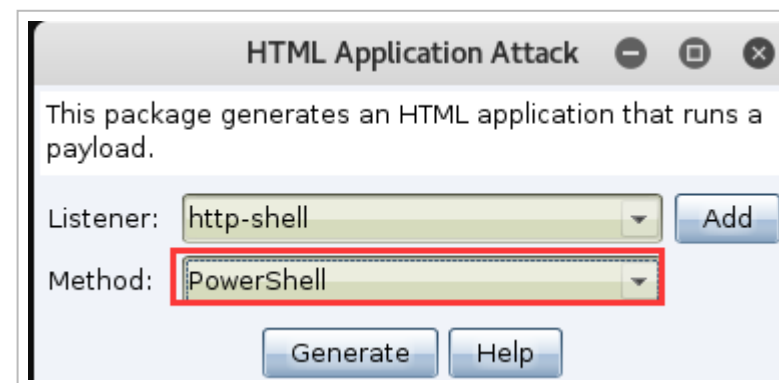 HTML Application Attack
This package generates an HTML application that runs a
payload.
Listener: http-shell Add
Method: PowerShell
Generate Help